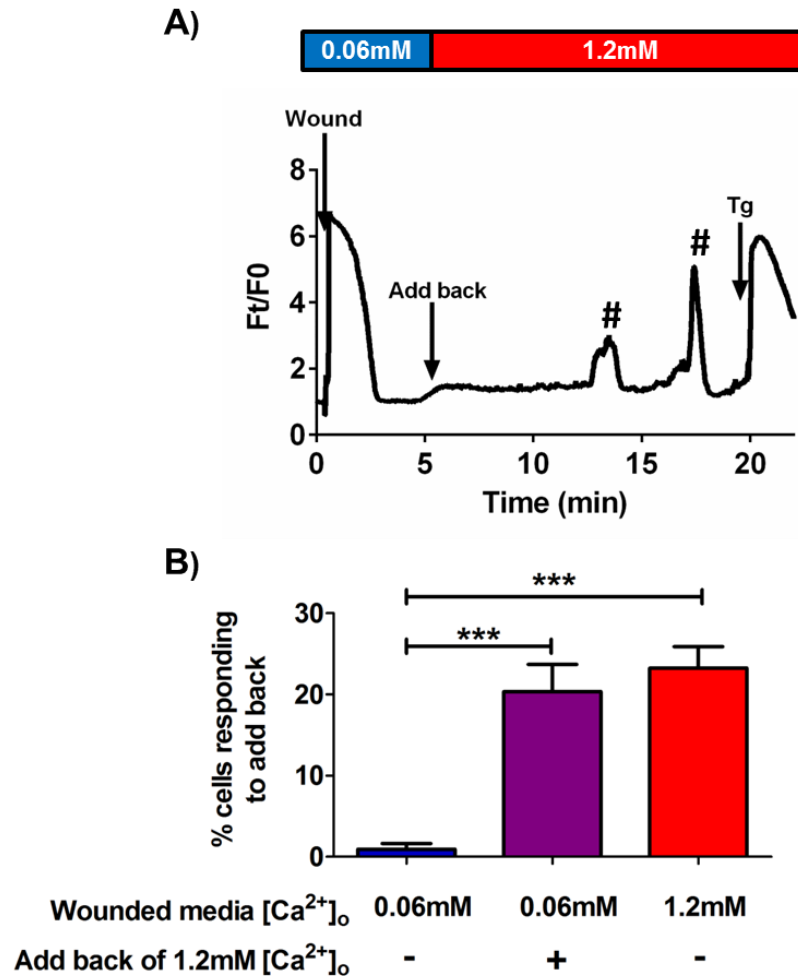 A)
0.06mM 1.2mM
Wound
8
6
4
2
0
Ft/F0
Add back
#
#
Tg
0 5 10 15 20
Time (min)
B)
***
***
30
20
10
0
% cells responding
to add back
Wounded media [Ca²⁺]ₒ 0.06mM 0.06mM 1.2mM
Add back of 1.2mM [Ca²⁺]ₒ - + -